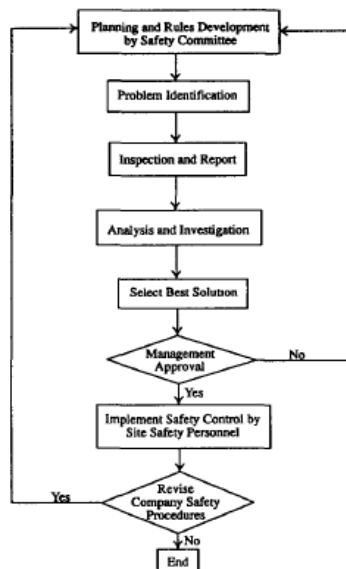 Planning and Rules Development
by Safety Committee
Problem Identification
Inspection and Report
Analysis and Investigation
Select Best Solution
Management
Approval
No
Yes
Implement Safety Control by
Site Safety Personnel
Revise
Company Safety
Procedures
Yes
No
End